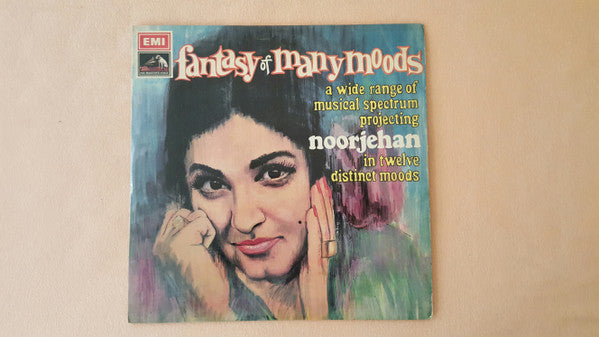 EMI
fantasy of many moods
a wide range of
musical spectrum
projecting
noorjehan
in twelve
distinct moods